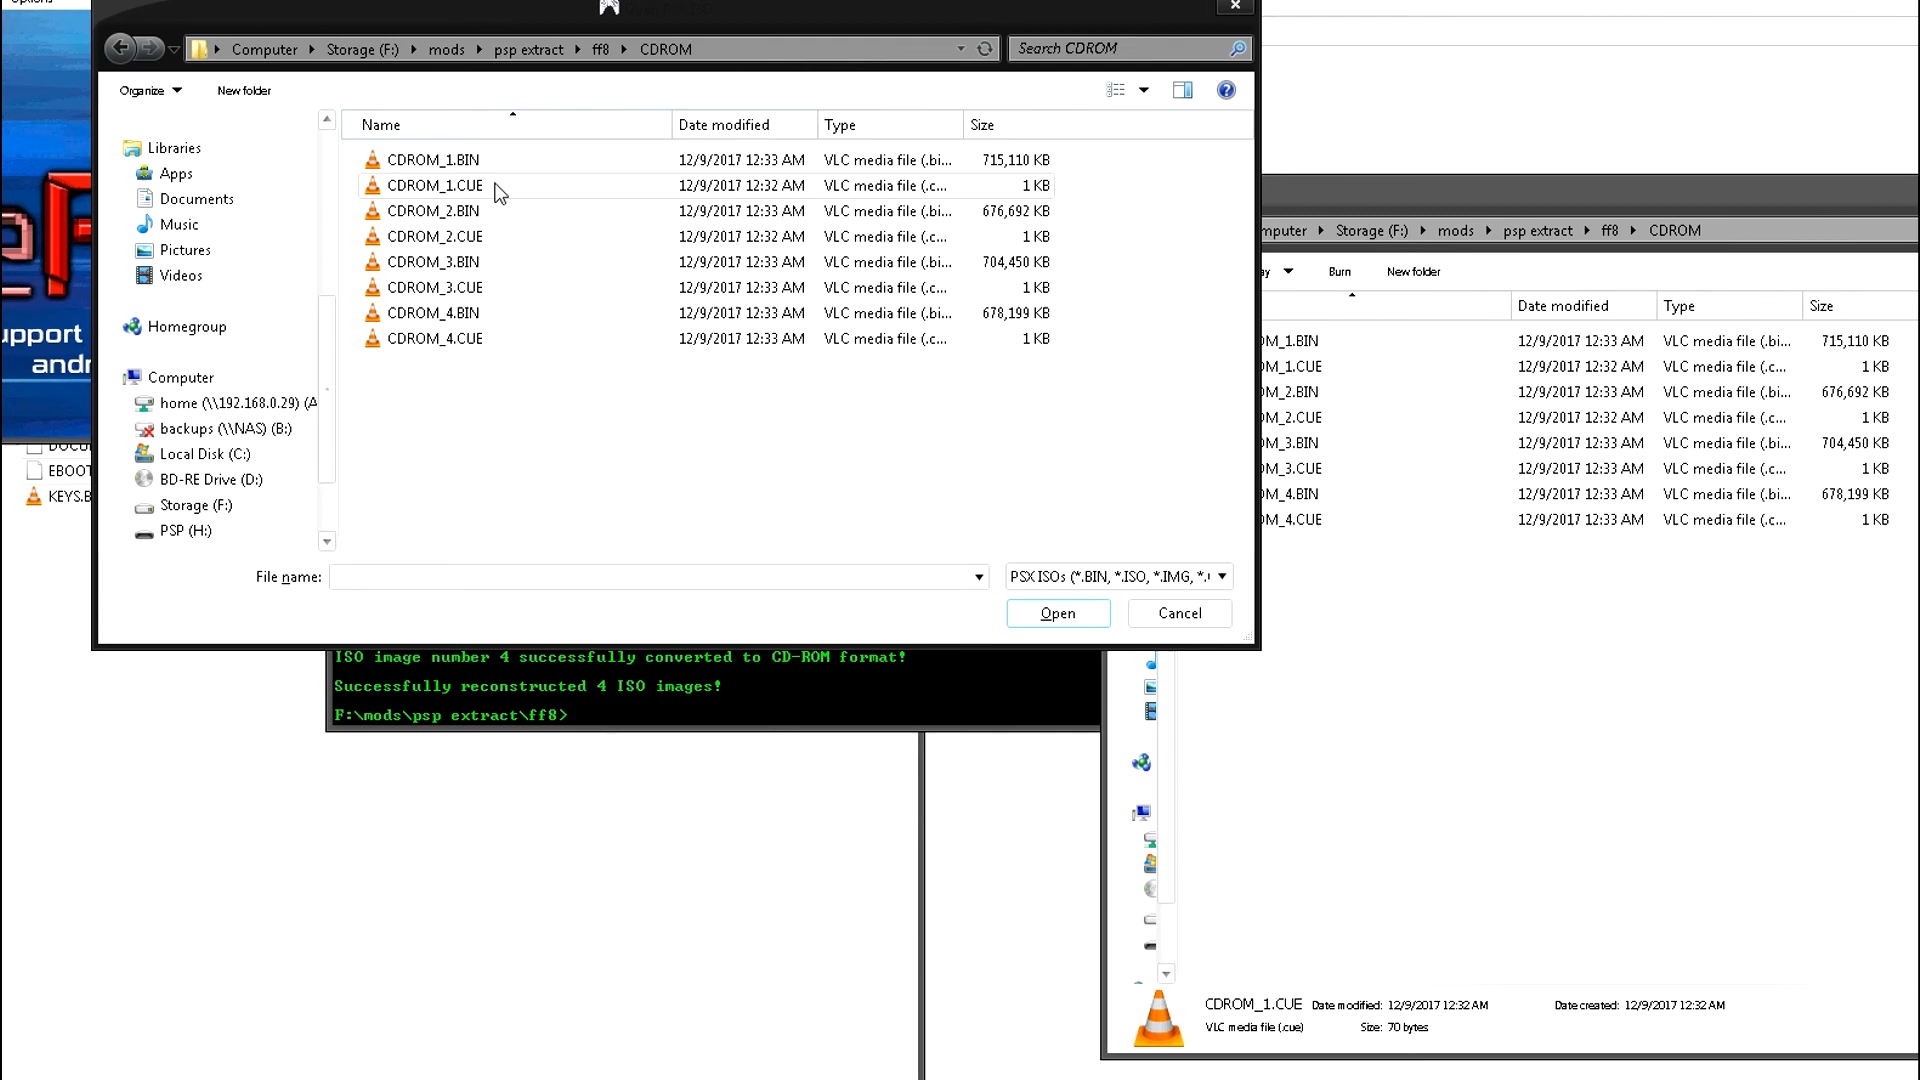 Computer Storage (F:) mods psp extract ff8 CDROM Search CDROM
Organize New folder
Name Date modified Type Size
Libraries
Apps
Documents
Music
Pictures
Videos
Homegroup
Computer
home (\\192.168.0.29) (A
backups (\\NAS) (B:)
Local Disk (C:)
BD-RE Drive (D:)
Storage (F:)
PSP (H:)
CDROM_1.BIN 12/9/2017 12:33 AM VLC media file (.bi... 715,110 KB
CDROM_1.CUE 12/9/2017 12:32 AM VLC media file (.c... 1 KB
CDROM_2.BIN 12/9/2017 12:33 AM VLC media file (.bi... 676,692 KB
CDROM_2.CUE 12/9/2017 12:32 AM VLC media file (.c... 1 KB
CDROM_3.BIN 12/9/2017 12:33 AM VLC media file (.bi... 704,450 KB
CDROM_3.CUE 12/9/2017 12:33 AM VLC media file (.c... 1 KB
CDROM_4.BIN 12/9/2017 12:33 AM VLC media file (.bi... 678,199 KB
CDROM_4.CUE 12/9/2017 12:33 AM VLC media file (.c... 1 KB
File name: PSX ISOs (*.BIN, *.ISO, *.IMG, *.
Open Cancel
upport
andr
EBOOT
KEYS.B
mputer Storage (F:) mods psp extract ff8 CDROM
ay Burn New folder
Date modified Type Size
OM_1.BIN 12/9/2017 12:33 AM VLC media file (.bi... 715,110 KB
OM_1.CUE 12/9/2017 12:32 AM VLC media file (.c... 1 KB
OM_2.BIN 12/9/2017 12:33 AM VLC media file (.bi... 676,692 KB
OM_2.CUE 12/9/2017 12:32 AM VLC media file (.c... 1 KB
OM_3.BIN 12/9/2017 12:33 AM VLC media file (.bi... 704,450 KB
OM_3.CUE 12/9/2017 12:33 AM VLC media file (.c... 1 KB
OM_4.BIN 12/9/2017 12:33 AM VLC media file (.bi... 678,199 KB
OM_4.CUE 12/9/2017 12:33 AM VLC media file (.c... 1 KB
ISO image number 4 successfully converted to CD-ROM format!
Successfully reconstructed 4 ISO images!
F:\mods\psp extract\ff8>
CDROM_1.CUE Date modified: 12/9/2017 12:32 AM Date created: 12/9/2017 12:32 AM
VLC media file (.cue) Size: 70 bytes